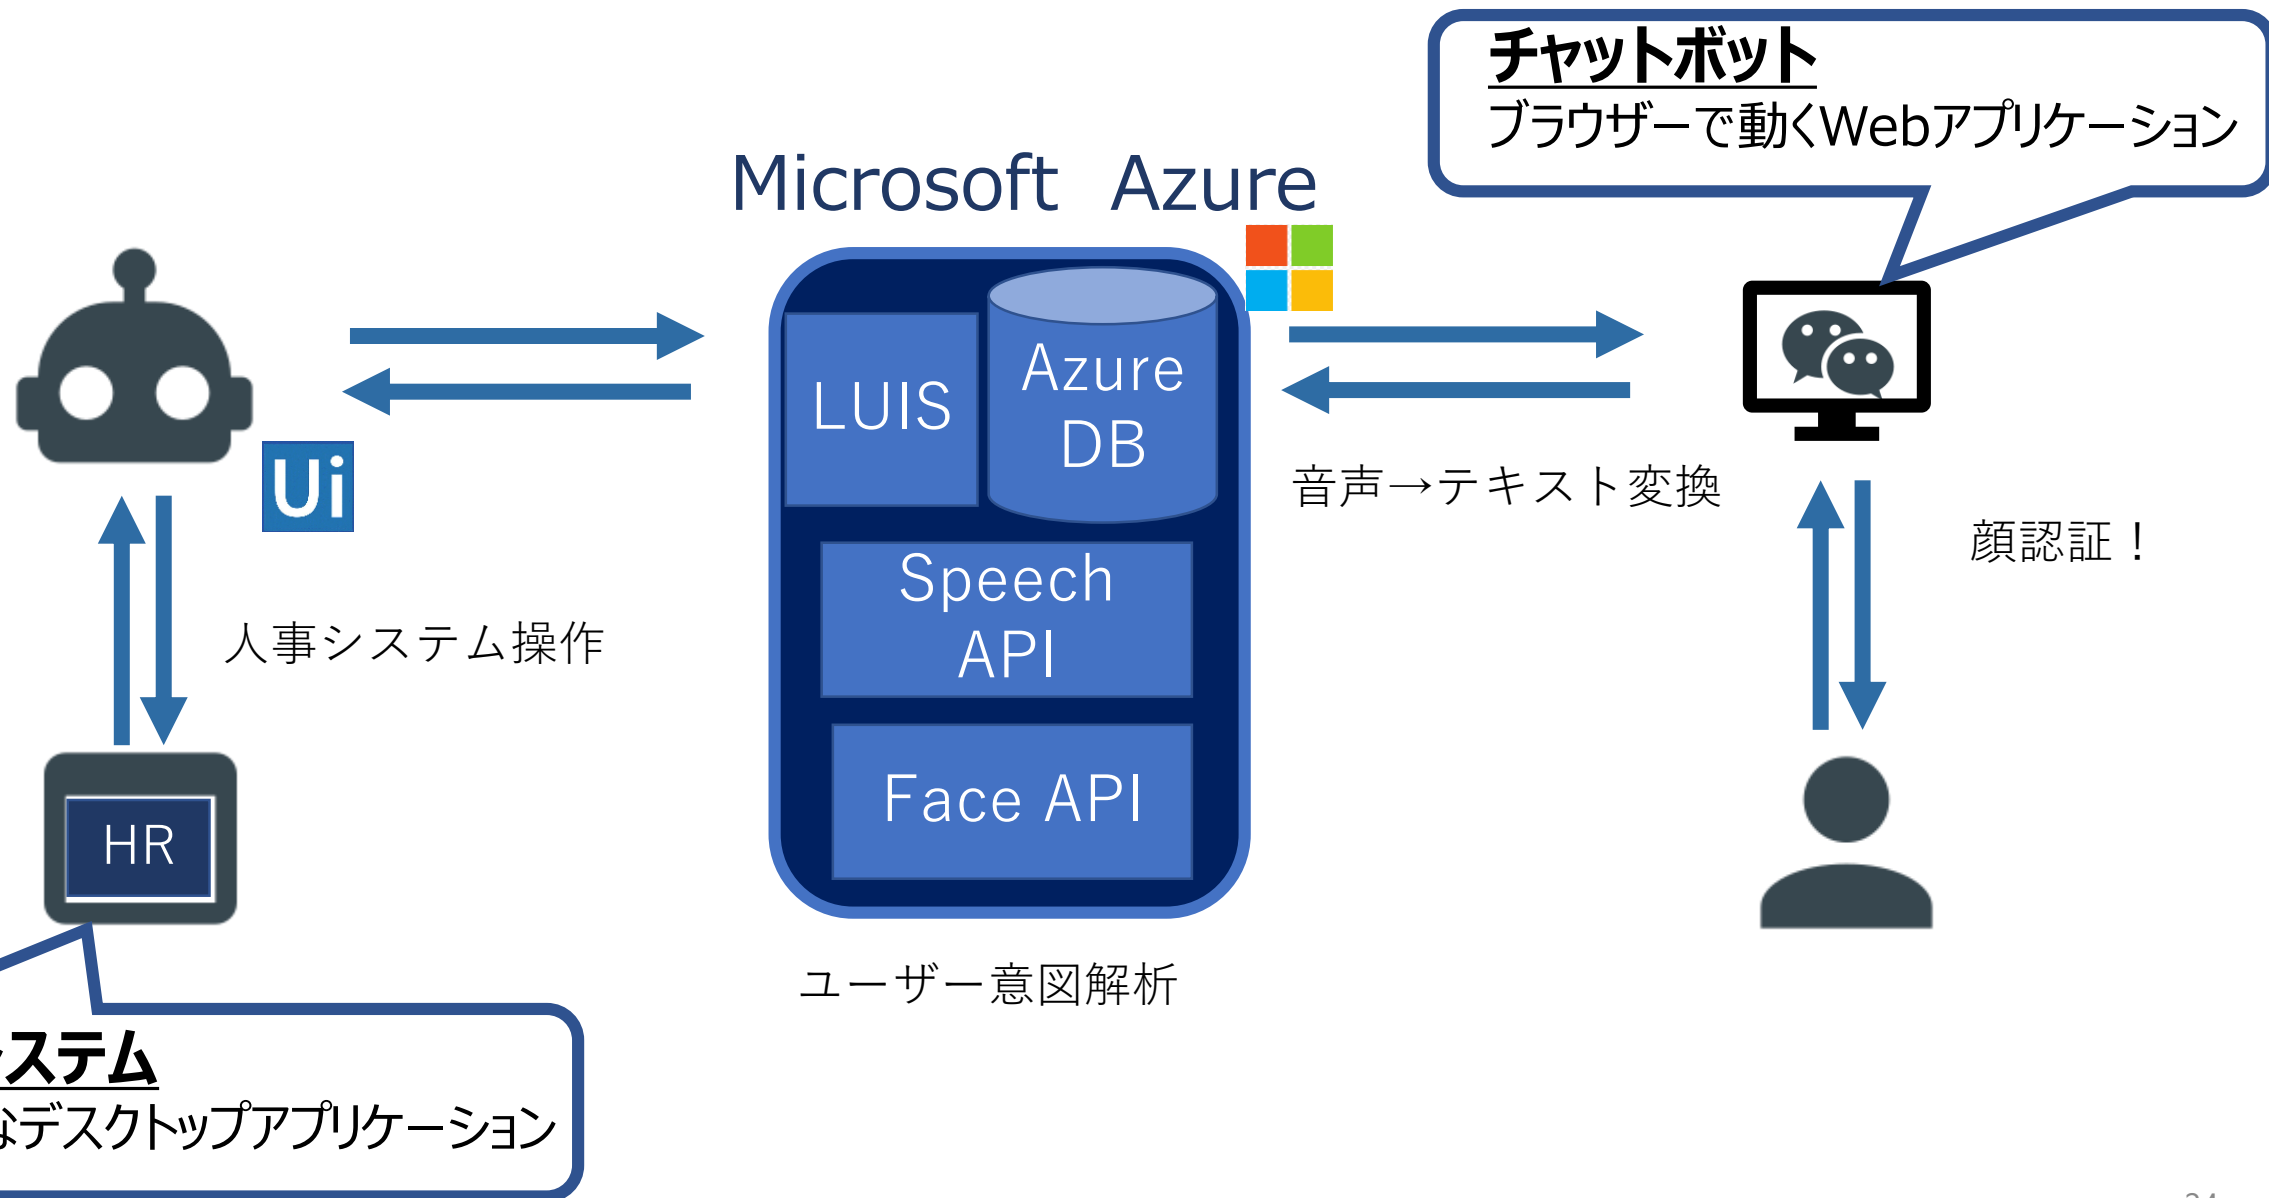 チャットボット
ブラウザーで動くWebアプリケーション
Microsoft Azure
LUIS
Azure
DB
Speech
API
Face API
Ui
音声→テキスト変換
顔認証！
人事システム操作
HR
ユーザー意図解析
ステム
なデスクトップアプリケーション